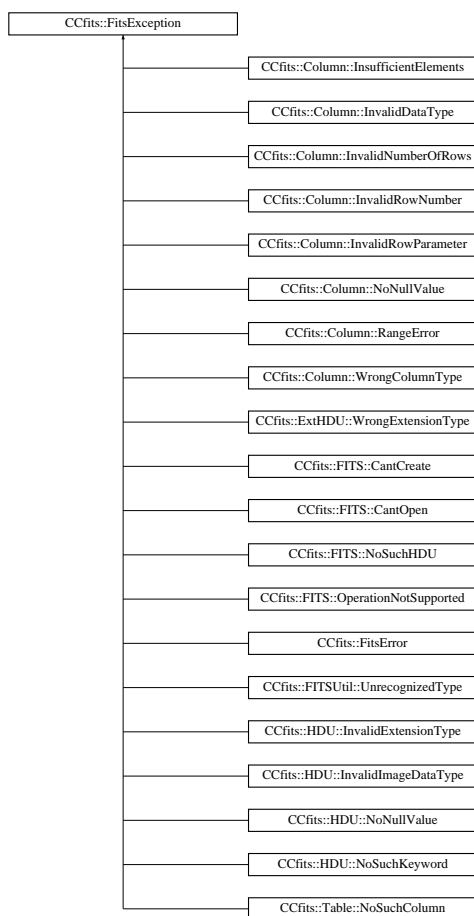 CCfits::FitsException
CCfits::Column::InsufficientElements
CCfits::Column::InvalidDataType
CCfits::Column::InvalidNumberOfRows
CCfits::Column::InvalidRowNumber
CCfits::Column::InvalidRowParameter
CCfits::Column::NoNullValue
CCfits::Column::RangeError
CCfits::Column::WrongColumnType
CCfits::ExtHDU::WrongExtensionType
CCfits::FITS::CantCreate
CCfits::FITS::CantOpen
CCfits::FITS::NoSuchHDU
CCfits::FITS::OperationNotSupported
CCfits::FitsError
CCfits::FITSUtil::UnrecognizedType
CCfits::HDU::InvalidExtensionType
CCfits::HDU::InvalidImageDataType
CCfits::HDU::NoNullValue
CCfits::HDU::NoSuchKeyword
CCfits::Table::NoSuchColumn